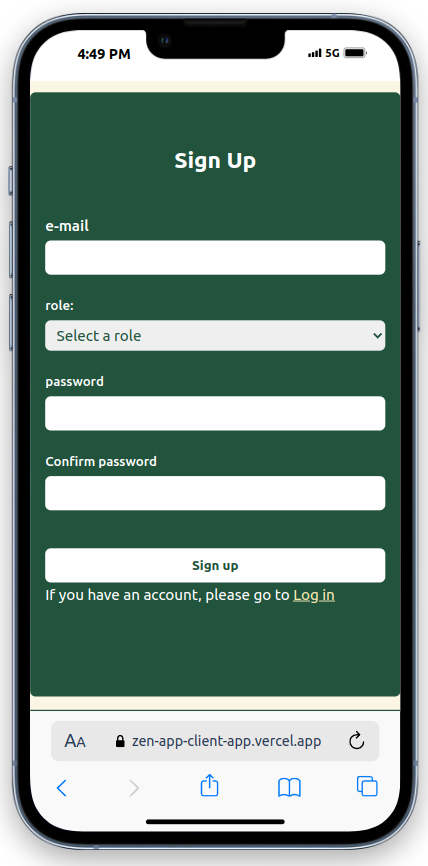 4:49 PM 5G
Sign Up
e-mail
role:
Select a role
password
Confirm password
Sign up
If you have an account, please go to Log in
AA zen-app-client-app.vercel.app